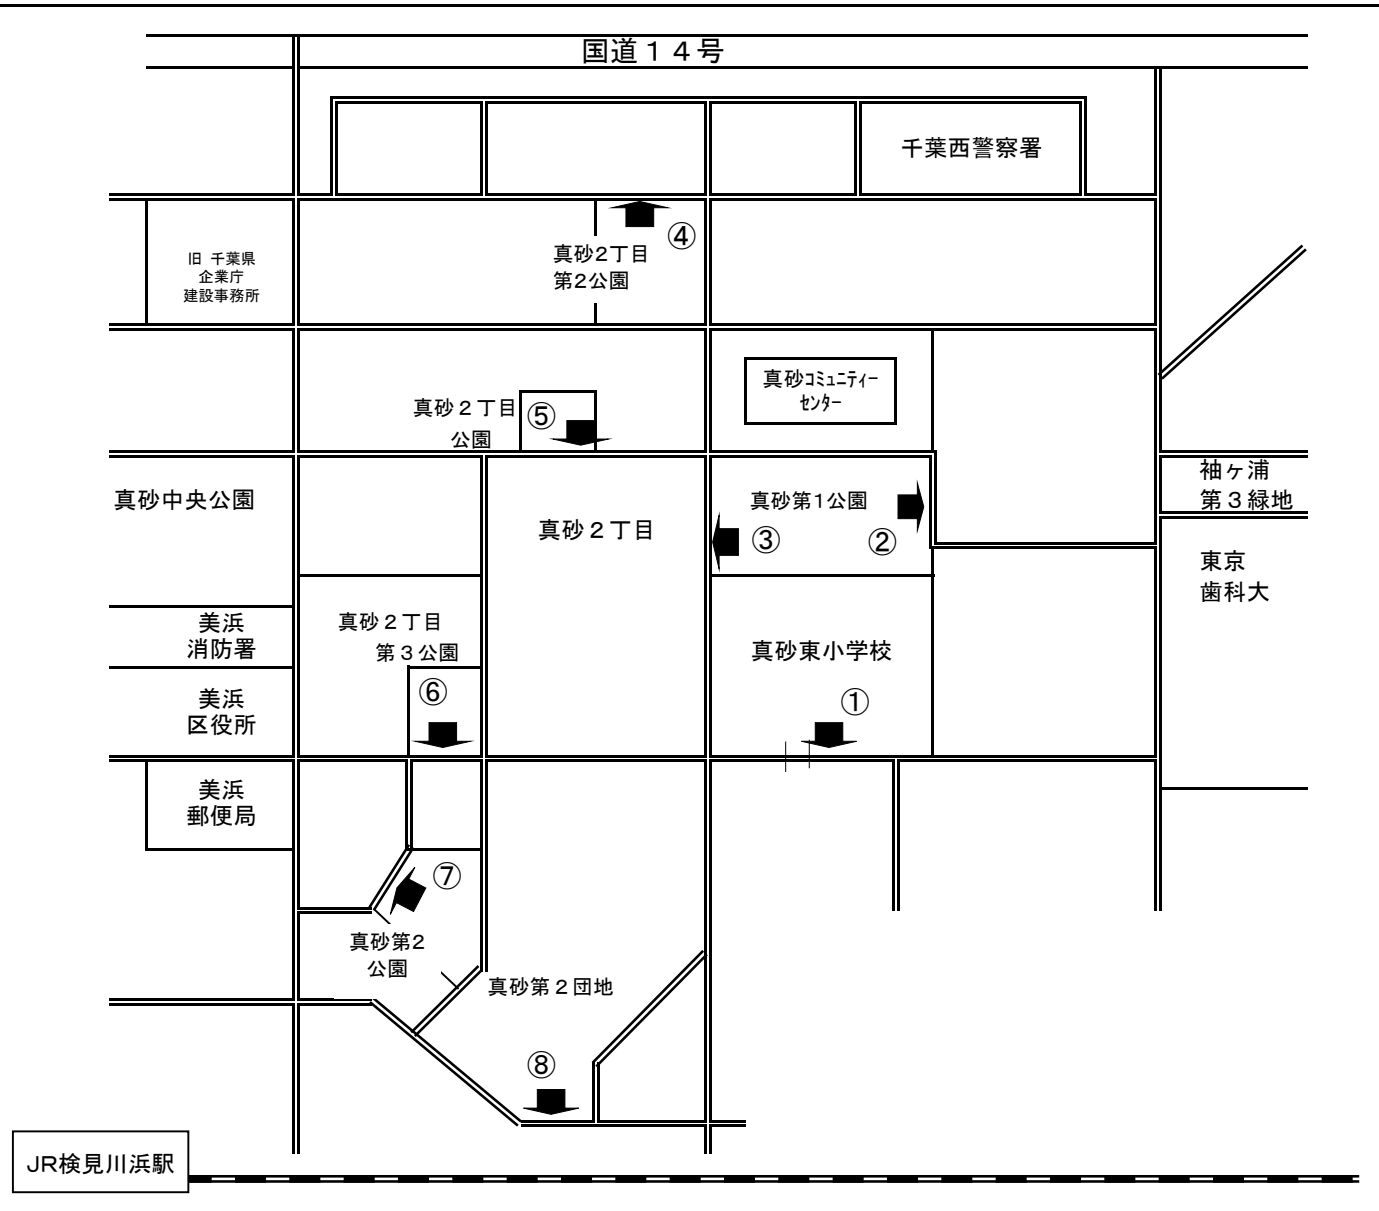 国道１４号
千葉西警察署
④
真砂2丁目
第2公園
旧 千葉県
企業庁
建設事務所
真砂ｺﾐｭﾆﾃｨｰ
ｾﾝﾀｰ
真砂２丁目
公園
⑤
袖ヶ浦
第３緑地
真砂中央公園
真砂第1公園
真砂２丁目
③
②
東京
歯科大
美浜
消防署
真砂２丁目
第３公園
真砂東小学校
⑥
①
美浜
区役所
美浜
郵便局
⑦
真砂第2
公園
真砂第２団地
⑧
JR検見川浜駅